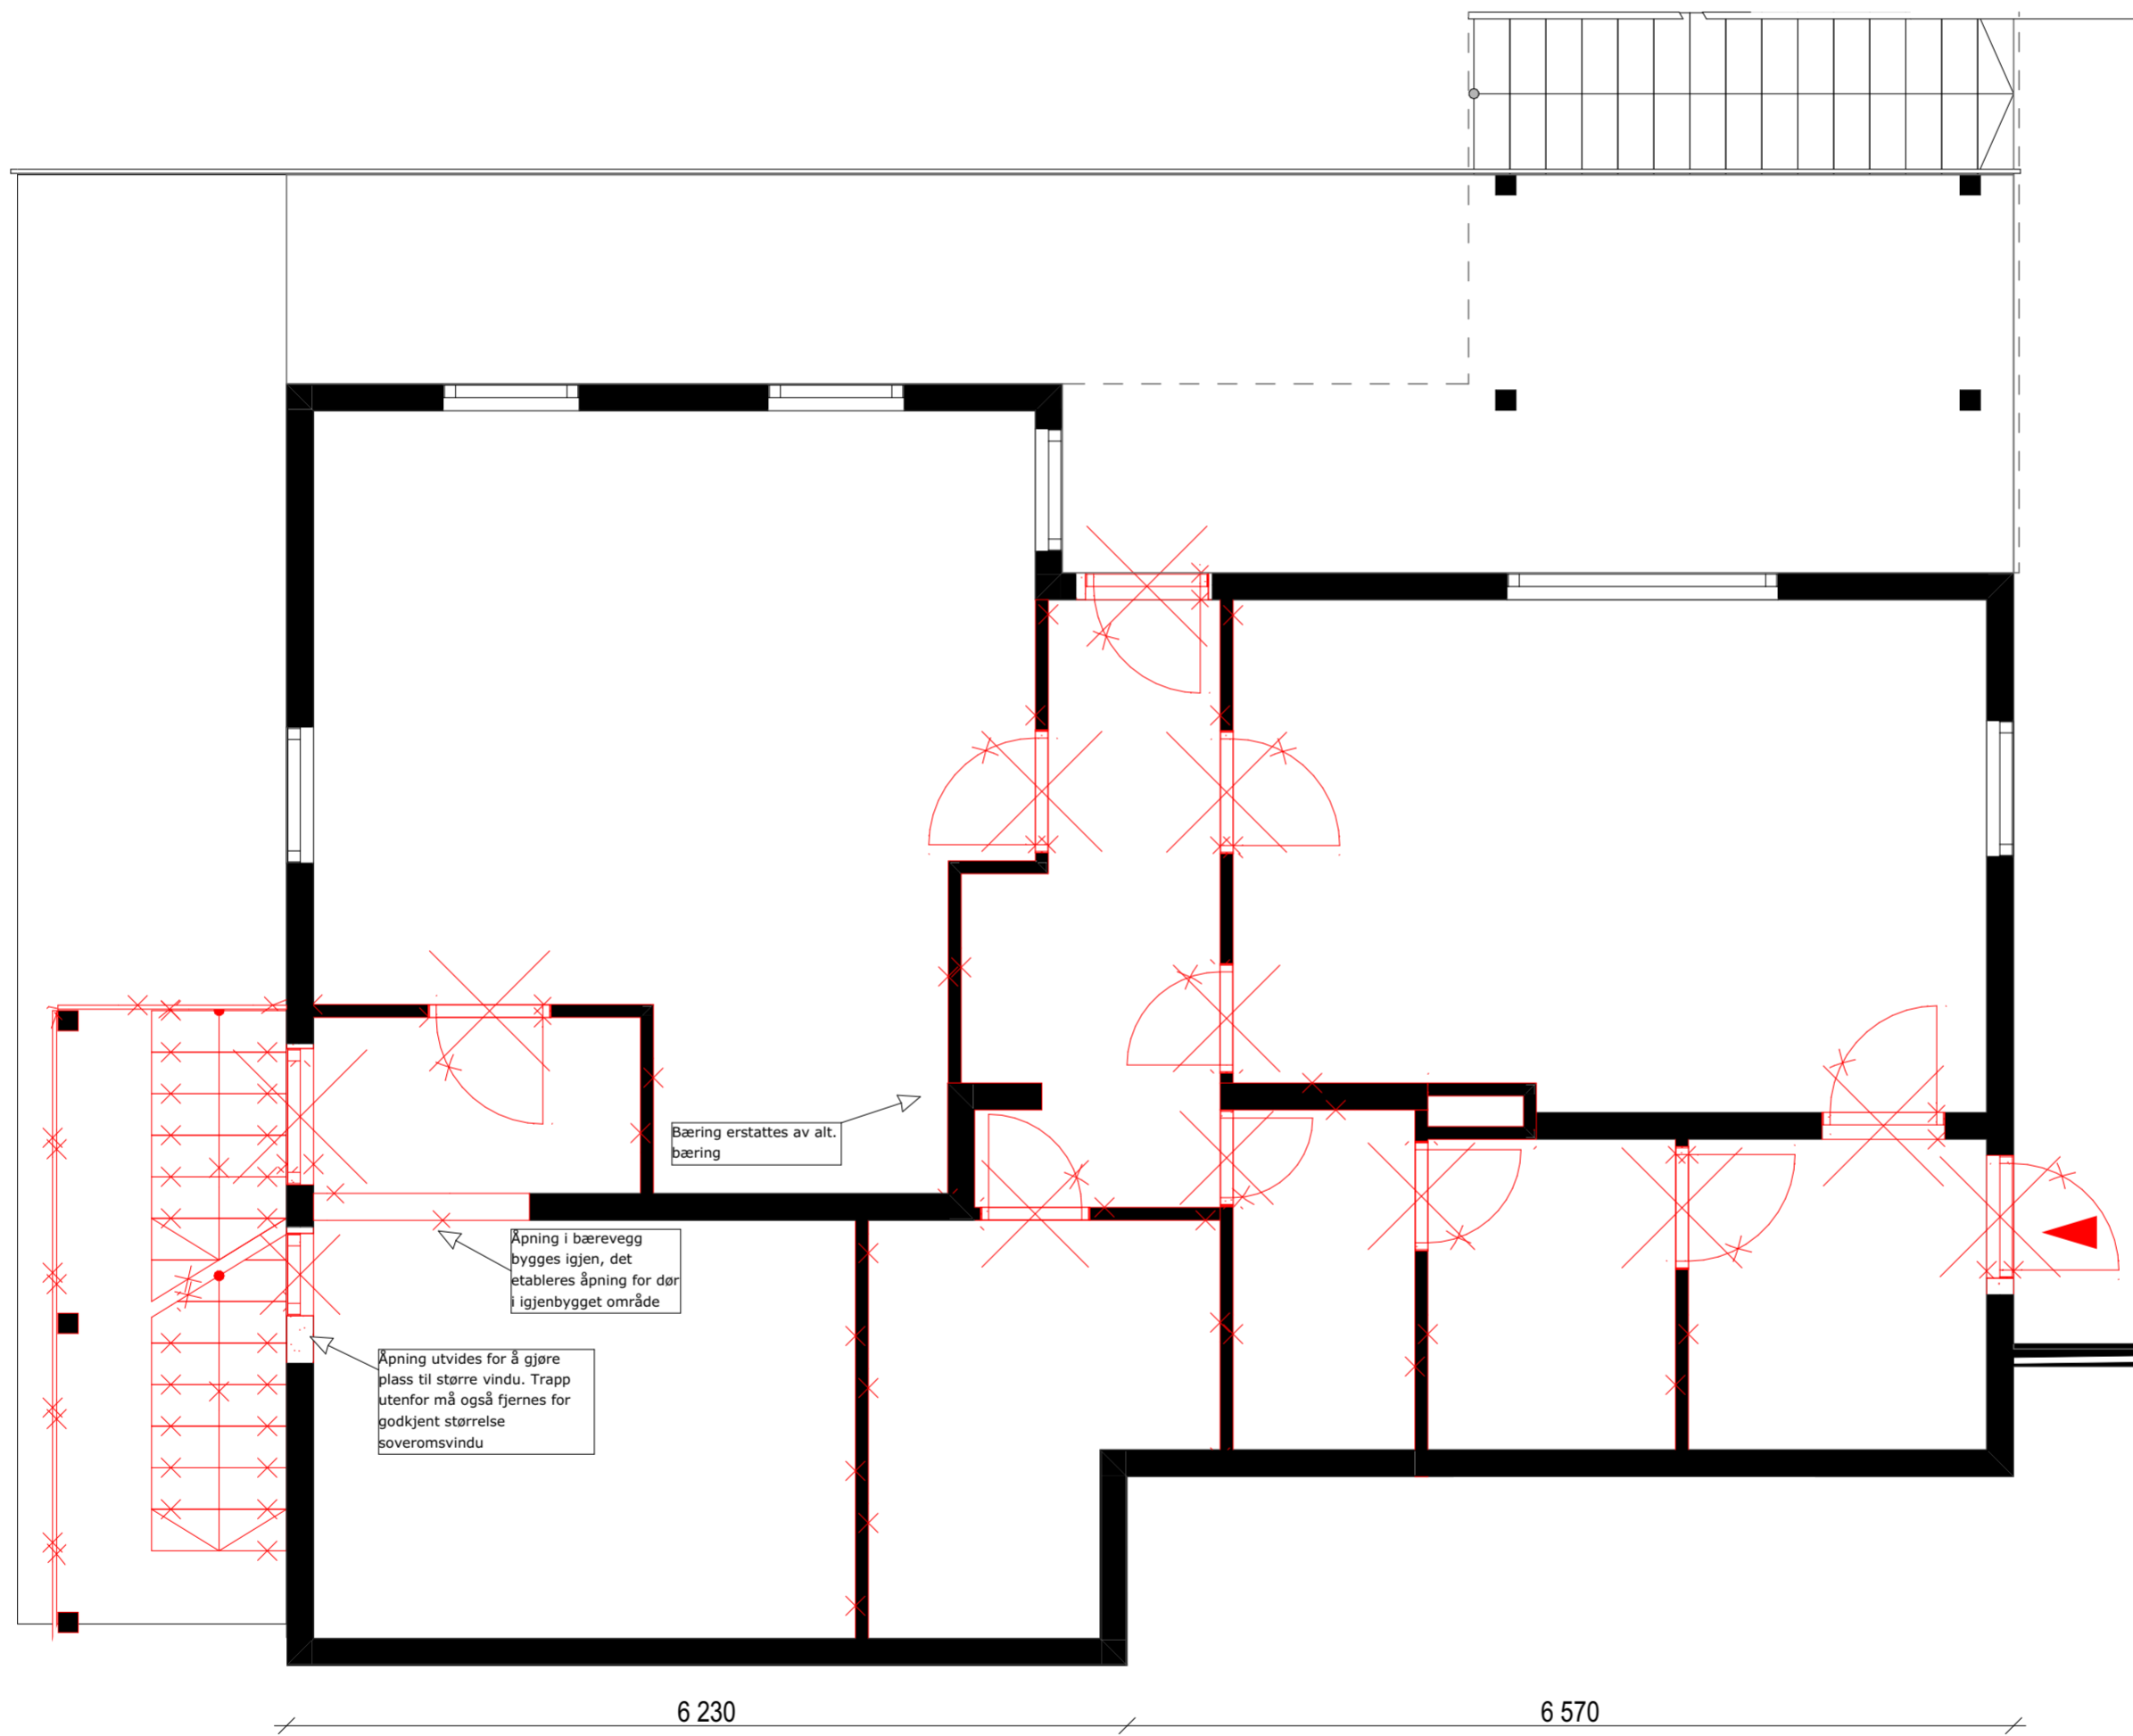 Bæring erstattes av alt.
bæring
Åpning i bærevegg
bygges igjen, det
etableres åpning for dør
i igjenbygget område
Åpning utvides for å gjøre
plass til større vindu. Trapp
utenfor må også fjernes for
godkjent størrelse
soveromsvindu
6 230
6 570